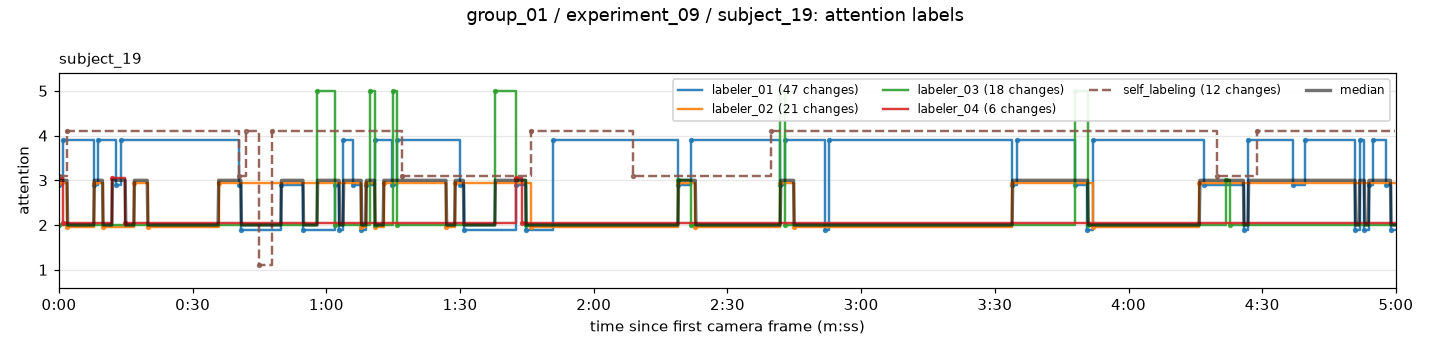 group_01 / experiment_09 / subject_19: attention labels
subject_19
labeler_01 (47 changes)
labeler_02 (21 changes)
labeler_03 (18 changes)
labeler_04 (6 changes)
self_labeling (12 changes)
median
attention
5
4
3
2
1
0:00 0:30 1:00 1:30 2:00 2:30 3:00 3:30 4:00 4:30 5:00
time since first camera frame (m:ss)